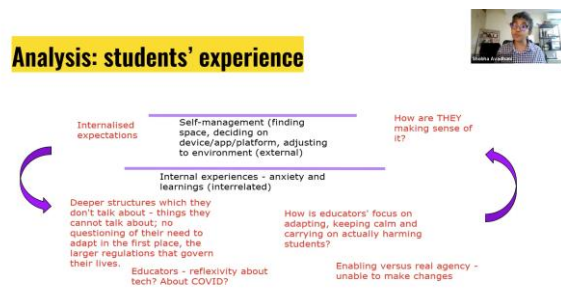 Analysis: students' experience
Internalised
expectations
Self-management (finding
space, deciding on
device/app/platform, adjusting
to environment (external)
How are THEY
making sense of
it?
Internal experiences - anxiety and
learnings (interrelated)
Deeper structures which they
don't talk about - things they
cannot talk about; no
questioning of their need to
adapt in the first place, the
larger regulations that govern
their lives.
How is educators' focus on
adapting, keeping calm and
carrying on actually harming
students?
Educators - reflexivity about
tech? About COVID?
Enabling versus real agency -
unable to make changes